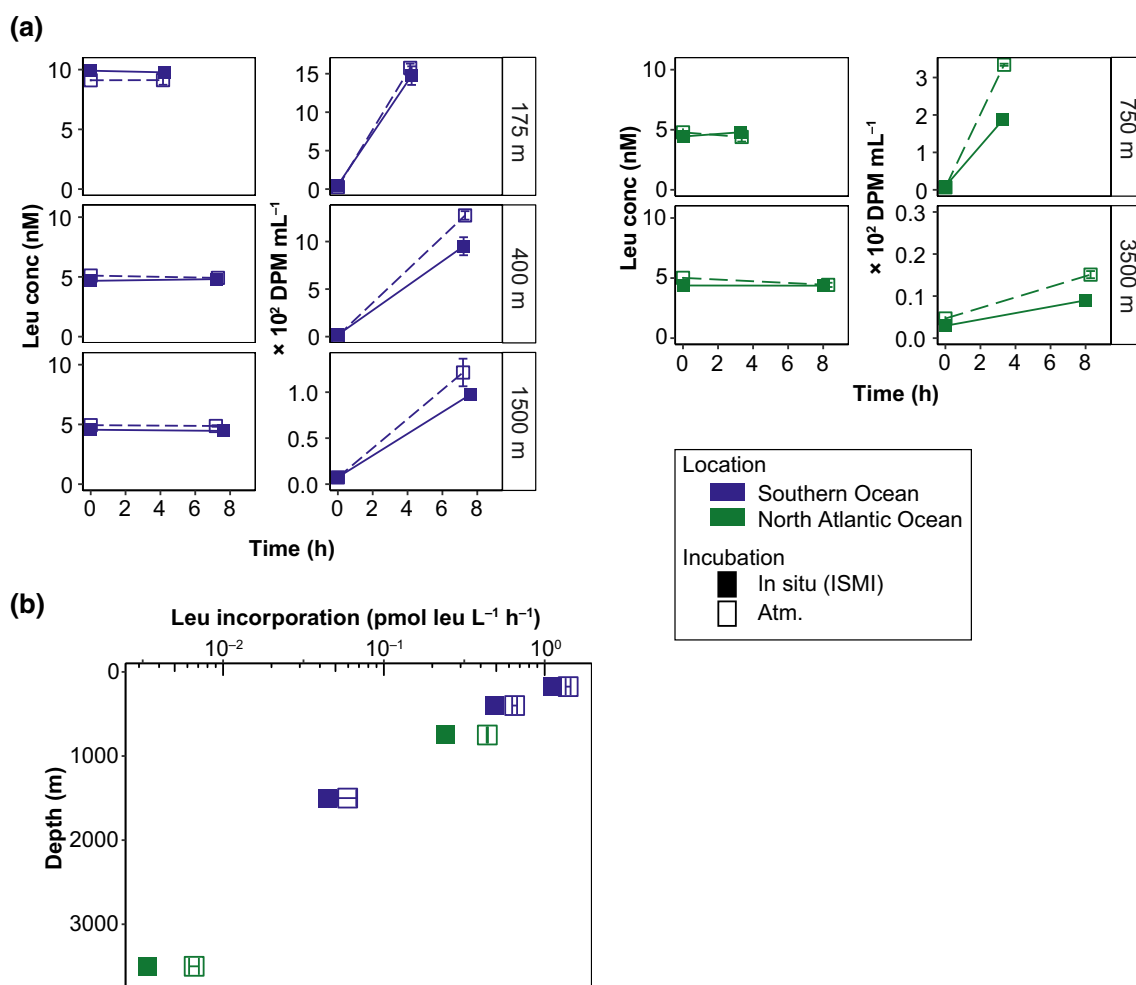 (a)
Leu conc (nM)
10
5
0
10
5
0
10
5
0
0 2 4 6 8
× 10² DPM mL⁻¹
15
10
5
0
175 m
10
5
0
400 m
1.0
0.5
0.0
1500 m
0 2 4 6 8
Time (h)
Leu conc (nM)
10
5
0
10
5
0
0 2 4 6 8
× 10² DPM mL⁻¹
3
2
1
0
750 m
0.3
0.2
0.1
0.0
3500 m
0 2 4 6 8
Time (h)
Location
Southern Ocean
North Atlantic Ocean
Incubation
In situ (ISMI)
Atm.
(b)
Leu incorporation (pmol leu L⁻¹ h⁻¹)
10⁻² 10⁻¹ 10⁰
Depth (m)
0
1000
2000
3000